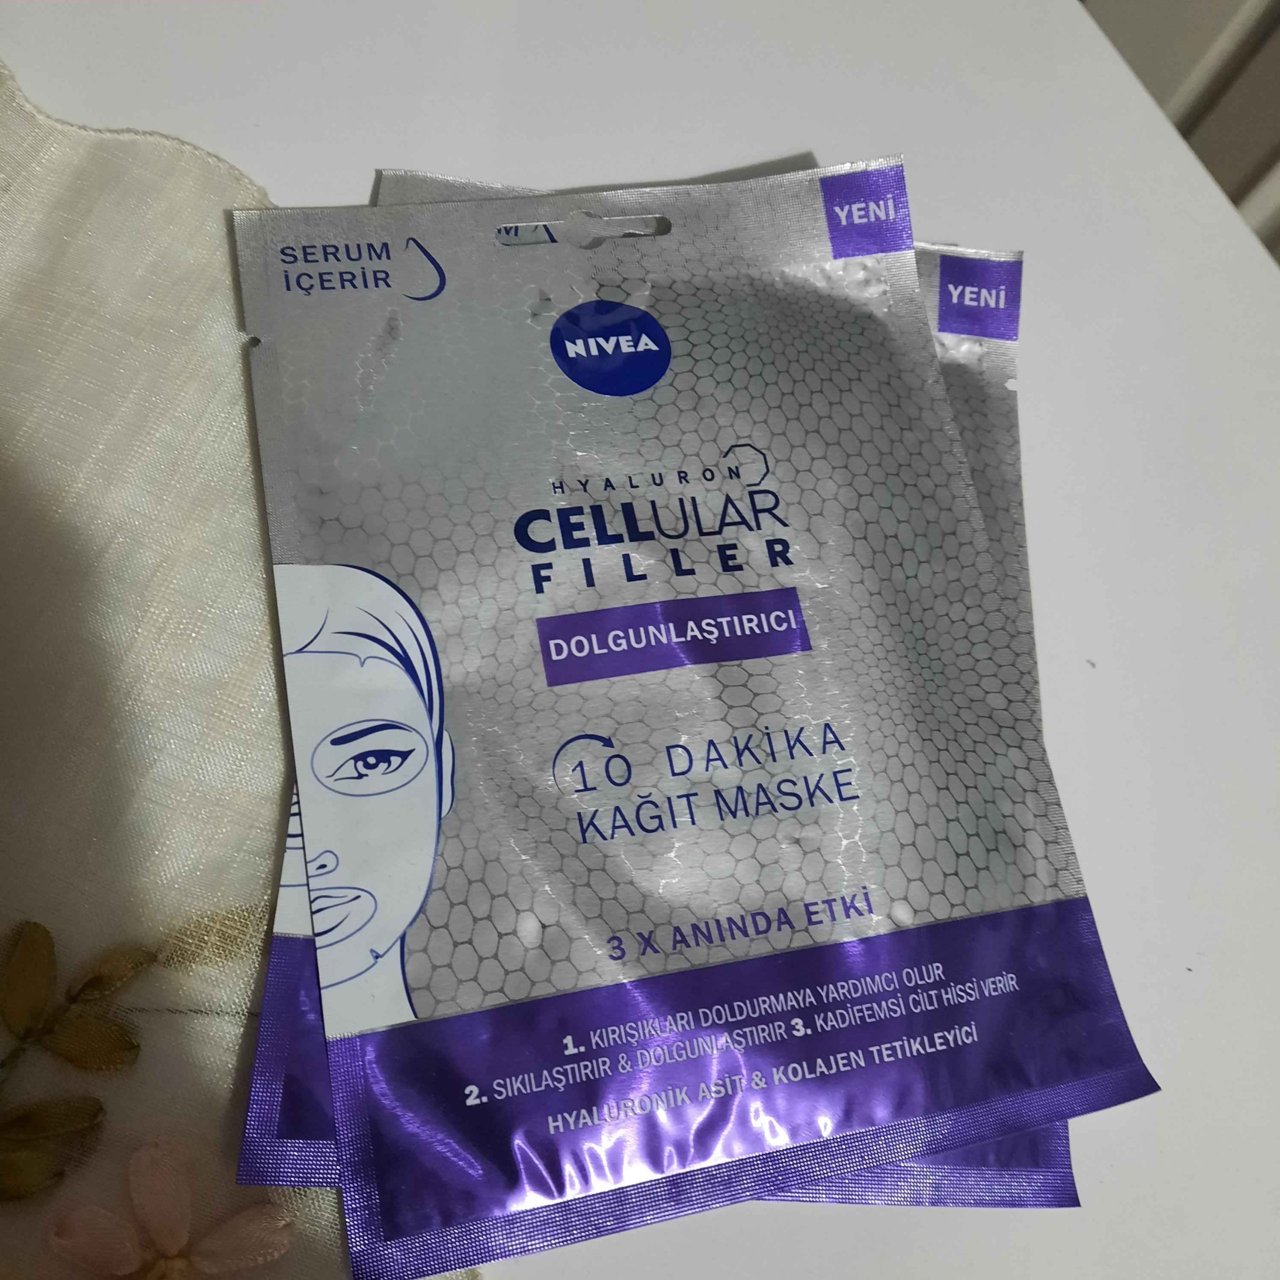 SERUM
İÇERİR
YENİ
YENİ
NIVEA
HYALURON
CELLULAR
FILLER
DOLGUNLAŞTIRICI
10 DAKİKA
KAĞIT MASKE
3 X ANINDA ETKİ
1. KIRIŞIKLARI DOLDURMAYA YARDIMCI OLUR
2. SIKILAŞTIRIR & DOLGUNLAŞTIRIR 3. KADİFEMSİ CİLT HİSSİ VERİR
HYALURONİK ASİT & KOLAJEN TETİKLEYİCİ